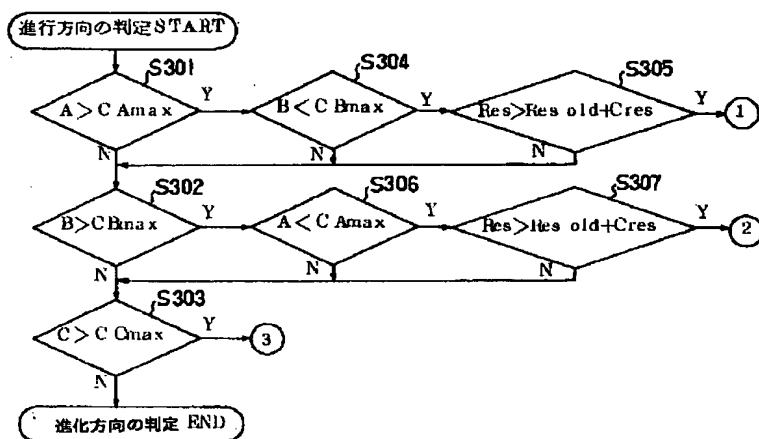 進行方向の判定START
S301
A>CAmax
Y
N
S304
B<CBmax
Y
N
S305
Res>Res old+Cres
Y
N
1
S302
B>CBmax
Y
N
S306
A<CAmax
Y
N
S307
Res>Res old+Cres
Y
N
2
S303
C>CCmax
Y
N
3
進化方向の判定 END